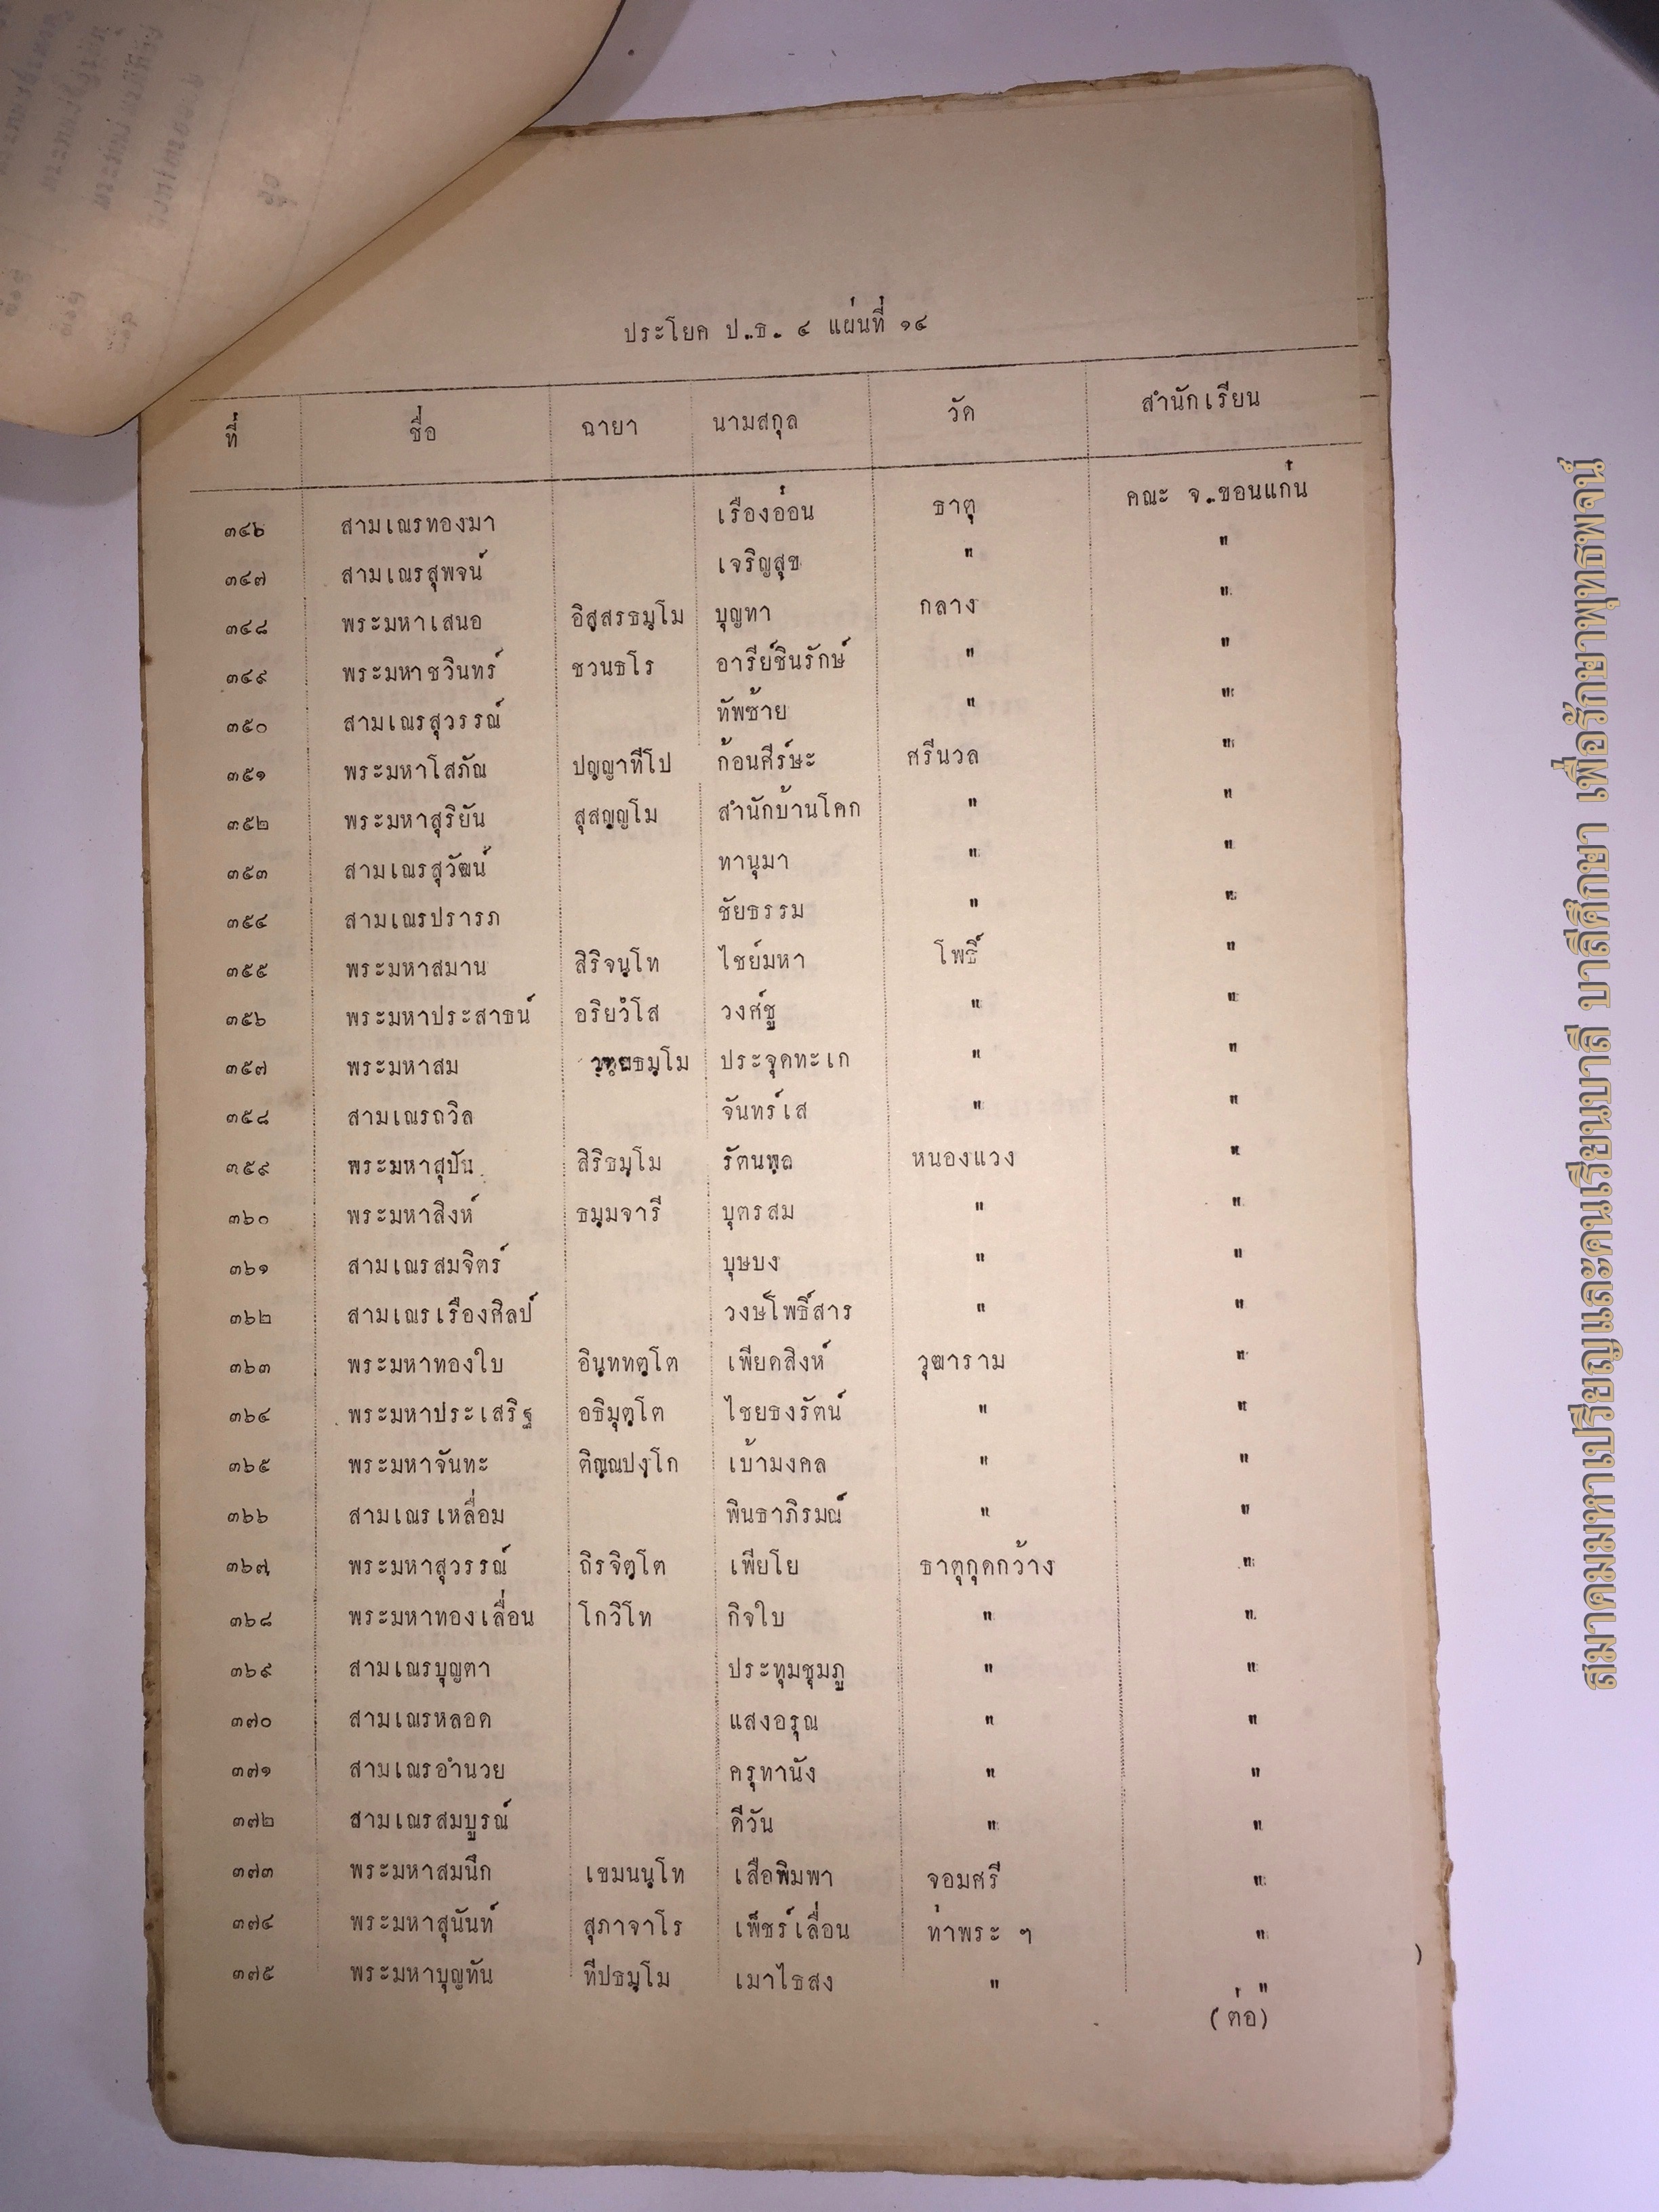 ประโยค ป.ธ. ๔ แผ่นที่ ๑๔
ที่ ชื่อ ฉายา นามสกุล วัด สำนักเรียน
๓๔๖ สามเณรทองมา เรืองอ่อน ธาตุ คณะ จ.ขอนแก่น
๓๔๗ สามเณรสุพจน์ เจริญสุข " "
๓๔๘ พระมหาเสนอ อิสฺสรธมฺโม บุญทา กลาง "
๓๔๙ พระมหาชวินทร์ ชวนธโร อารีย์ชินรักษ์ " "
๓๕๐ สามเณรสุวรรณ์ ทัพซ้าย " "
๓๕๑ พระมหาโสภัณ ปญฺญาทีโป ก้อนศีร์ษะ ศรีนวล "
๓๕๒ พระมหาสุริยัน สุสญฺญโม สำนักบ้านโคก " "
๓๕๓ สามเณรสุวัฒน์ ทานุมา " "
๓๕๔ สามเณรปรารภ ชัยธรรม " "
๓๕๕ พระมหาสมาน สิริจนฺโท ไชย์มหา โพธิ์ "
๓๕๖ พระมหาประสาธน์ อริยวํโส วงศ์ชู " "
๓๕๗ พระมหาสม ประจุดทะเก " "
๓๕๘ สามเณรถวิล จันทร์เส " "
๓๕๙ พระมหาสุปัน สิริธมฺโม รัตนพล หนองแวง "
๓๖๐ พระมหาสิงห์ ธมฺมจารี บุตรสม " "
๓๖๑ สามเณรสมจิตร์ บุษบง " "
๓๖๒ สามเณรเรืองศิลป์ วงษ์โพธิ์สาร " "
๓๖๓ พระมหาทองใบ อินฺททตฺโต เพียคสิงห์ วุฒาราม "
๓๖๔ พระมหาประเสริฐ อธิมุตฺโต ไชยธงรัตน์ " "
๓๖๕ พระมหาจันทะ ติณฺณปงฺโก เบ้ามงคล " "
๓๖๖ สามเณรเหลื่อม พินธาภิรมณ์ " "
๓๖๗ พระมหาสุวรรณ์ ถิรจิตฺโต เพียโย ธาตุกุดกว้าง "
๓๖๘ พระมหาทองเลื่อน โกวิโท กิจใบ " "
๓๖๙ สามเณรบุญตา ประทุมชุมภู " "
๓๗๐ สามเณรหลอด แสงอรุณ " "
๓๗๑ สามเณรอำนวย ครุทานัง " "
๓๗๒ สามเณรสมบูรณ์ ดีวัน " "
๓๗๓ พระมหาสมนึก เขมนนฺโท เสือพิมพา จอมศรี "
๓๗๔ พระมหาสุนันท์ สุภาจาโร เพ็ชร์เลื่อน ท่าพระ ฯ "
๓๗๕ พระมหาบุญทัน ทีปธมฺโม เมาไธสง " "
(ต่อ)
สมาคมมหาเปรียญและคนเรียนบาลี บาลีศึกษา เพื่อรักษาพุทธพจน์